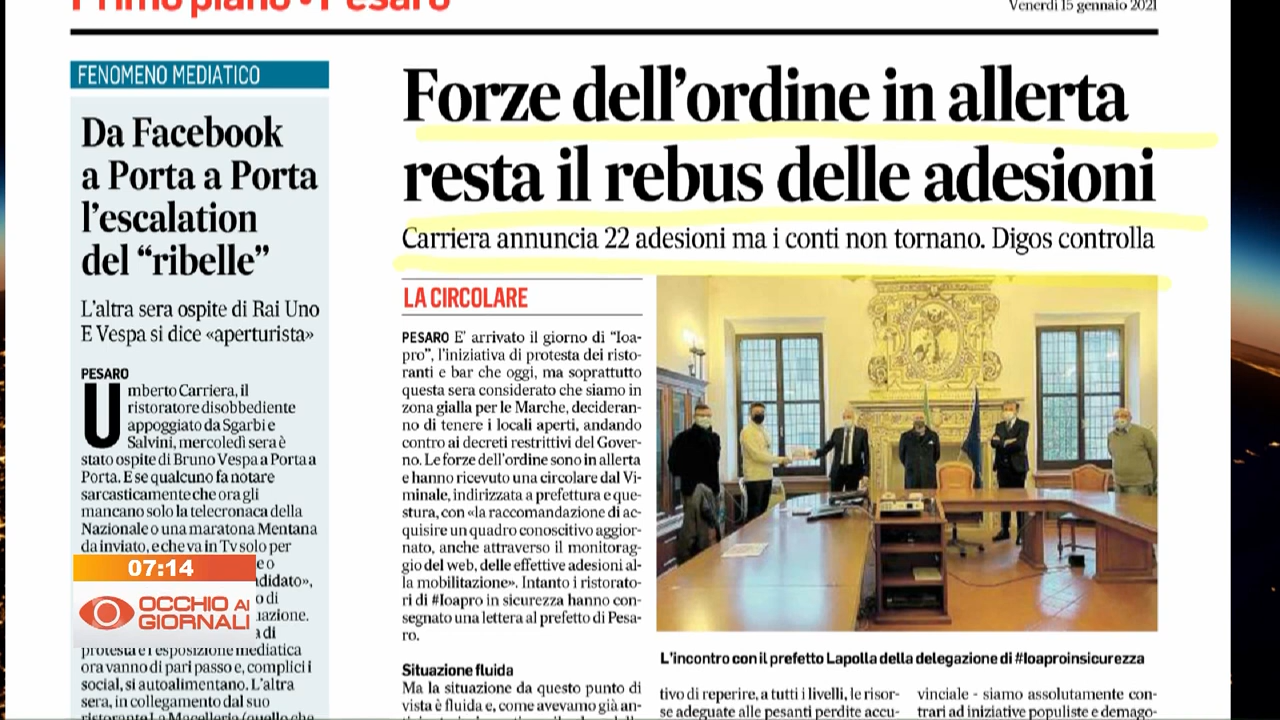 Primo piano • Pesaro
Venerdì 15 gennaio 2021
FENOMENO MEDIATICO
Da Facebook
a Porta a Porta
l'escalation
del “ribelle”
L'altra sera ospite di Rai Uno
E Vespa si dice «aperturista»
PESARO
Umberto Carriera, il
ristoratore disobbediente
appoggiato da Sgarbi e
Salvini, mercoledì sera è
stato ospite di Bruno Vespa a Porta a
Porta. E se qualcuno fa notare
sarcasticamente che ora gli
mancano solo la telecronaca della
Nazionale o una maratona Mentana
da inviato, e che va in Tv solo per
e o
ndidato»,
o di
uazione.
a di
protesta e l'esposizione mediatica
ora vanno di pari passo e, complici i
social, si autoalimentano. L'altra
sera, in collegamento dal suo
ristorante La Macelleria (quello che
07:14
OCCHIO AI
GIORNALI
Forze dell'ordine in allerta
resta il rebus delle adesioni
Carriera annuncia 22 adesioni ma i conti non tornano. Digos controlla
LA CIRCOLARE
PESARO E' arrivato il giorno di “Ioa-
pro”, l'iniziativa di protesta dei risto-
ranti e bar che oggi, ma soprattutto
questa sera considerato che siamo in
zona gialla per le Marche, decideran-
no di tenere i locali aperti, andando
contro ai decreti restrittivi del Gover-
no. Le forze dell'ordine sono in allerta
e hanno ricevuto una circolare dal Vi-
minale, indirizzata a prefettura e que-
stura, con «la raccomandazione di ac-
quisire un quadro conoscitivo aggior-
nato, anche attraverso il monitorag-
gio del web, delle effettive adesioni al-
la mobilitazione». Intanto i ristorato-
ri di #Ioapro in sicurezza hanno con-
segnato una lettera al prefetto di Pesa-
ro.
Situazione fluida
Ma la situazione da questo punto di
vista è fluida e, come avevamo già an-
L'incontro con il prefetto Lapolla della delegazione di #Ioaproinsicurezza
tivo di reperire, a tutti i livelli, le risor-
se adeguate alle pesanti perdite accu-
vinciale - siamo assolutamente con-
trari ad iniziative populiste e demago-